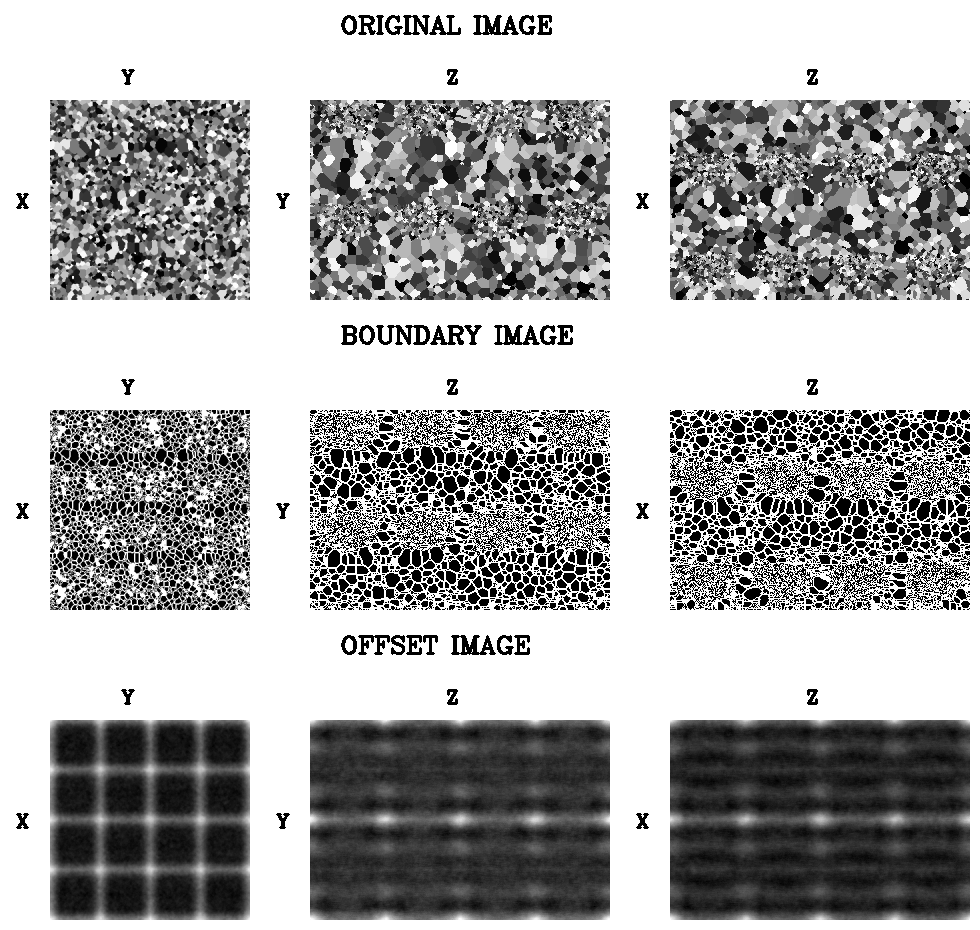 ORIGINAL IMAGE
Y Z Z
X Y X
BOUNDARY IMAGE
Y Z Z
X Y X
OFFSET IMAGE
Y Z Z
X Y X